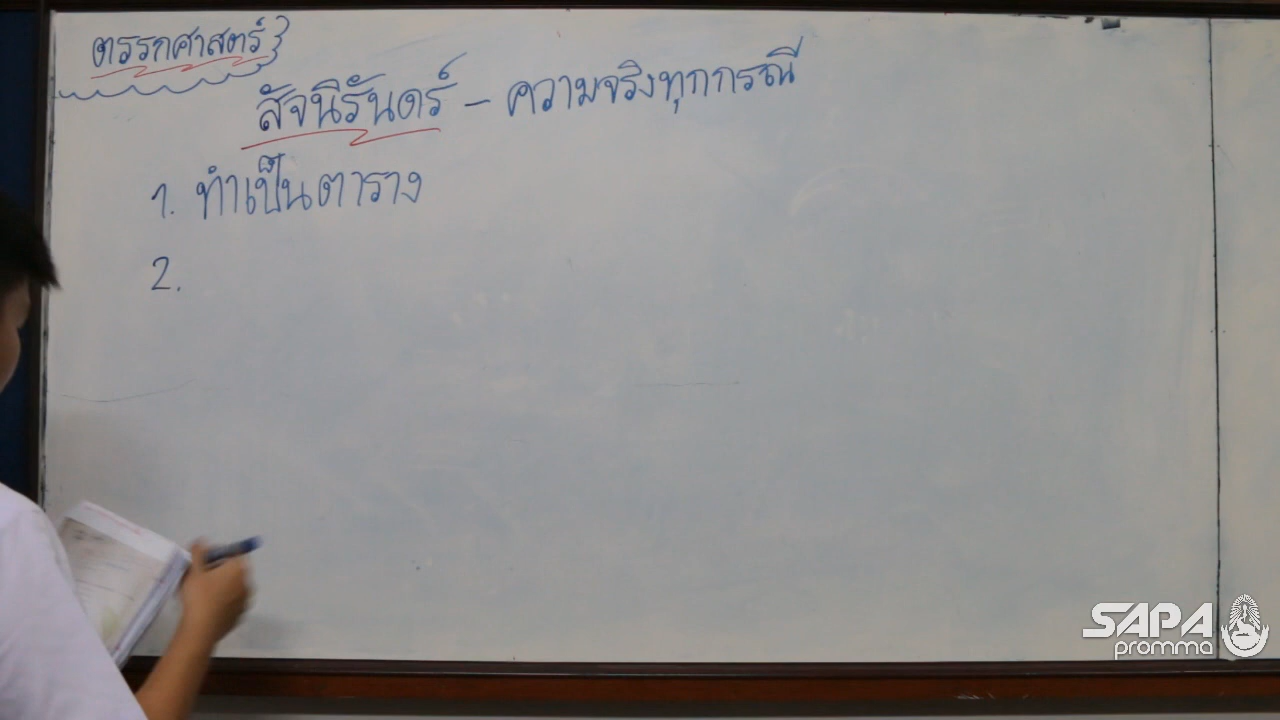 ตรรกศาสตร์
สัจนิรันดร์ - ความจริงทุกกรณี
1. ทำเป็นตาราง
2.
SAPA
promma